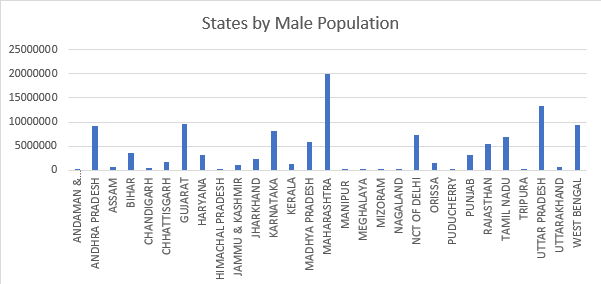 States by Male Population
25000000
20000000
15000000
10000000
5000000
0
ANDAMAN &...
ANDHRA PRADESH
ASSAM
BIHAR
CHANDIGARH
CHHATTISGARH
GUJARAT
HARYANA
HIMACHAL PRADESH
JAMMU & KASHMIR
JHARKHAND
KARNATAKA
KERALA
MADHYA PRADESH
MAHARASHTRA
MANIPUR
MEGHALAYA
MIZORAM
NAGALAND
NCT OF DELHI
ORISSA
PUDUCHERRY
PUNJAB
RAJASTHAN
TAMIL NADU
TRIPURA
UTTAR PRADESH
UTTARAKHAND
WEST BENGAL